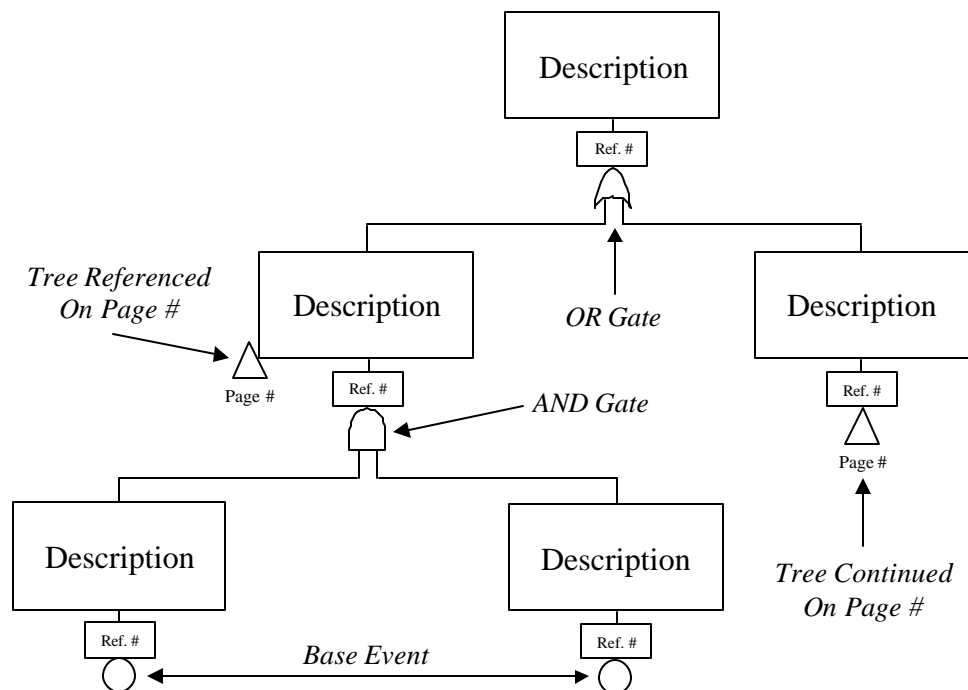 Description
Ref. #
Tree Referenced
On Page #
Description
OR Gate
Description
Page #
Ref. #
AND Gate
Ref. #
Page #
Description
Description
Tree Continued
On Page #
Ref. #
Base Event
Ref. #